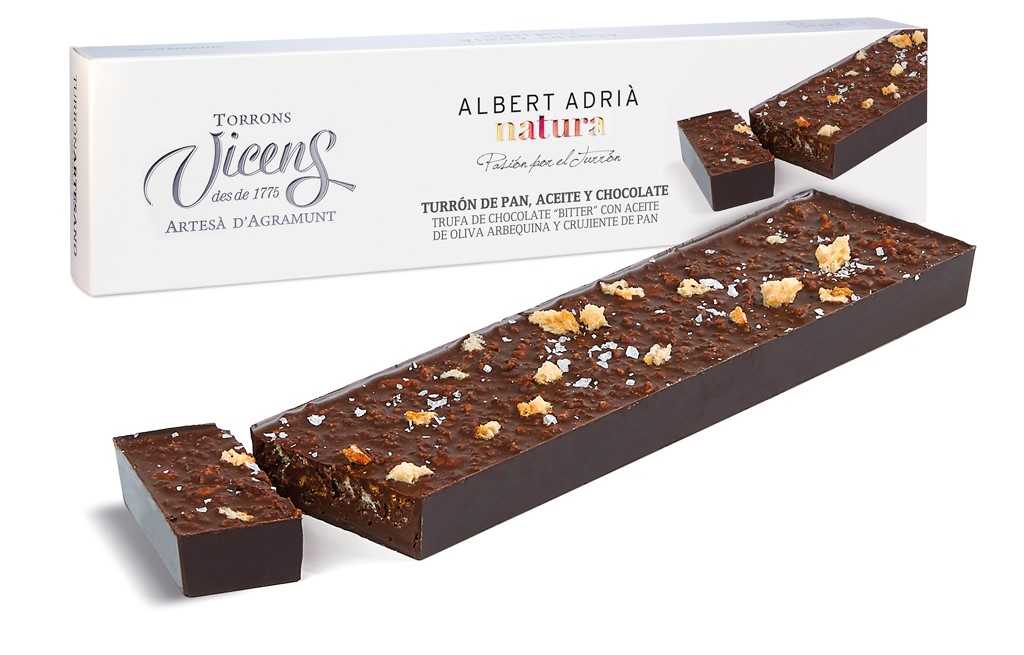 TORRONS
Vicens
des de 1775
ARTESÀ D'AGRAMUNT
ALBERT ADRIÀ
natura
Pasión por el Turrón
TURRÓN DE PAN, ACEITE Y CHOCOLATE
TRUFA DE CHOCOLATE "BITTER" CON ACEITE
DE OLIVA ARBEQUINA Y CRUJIENTE DE PAN